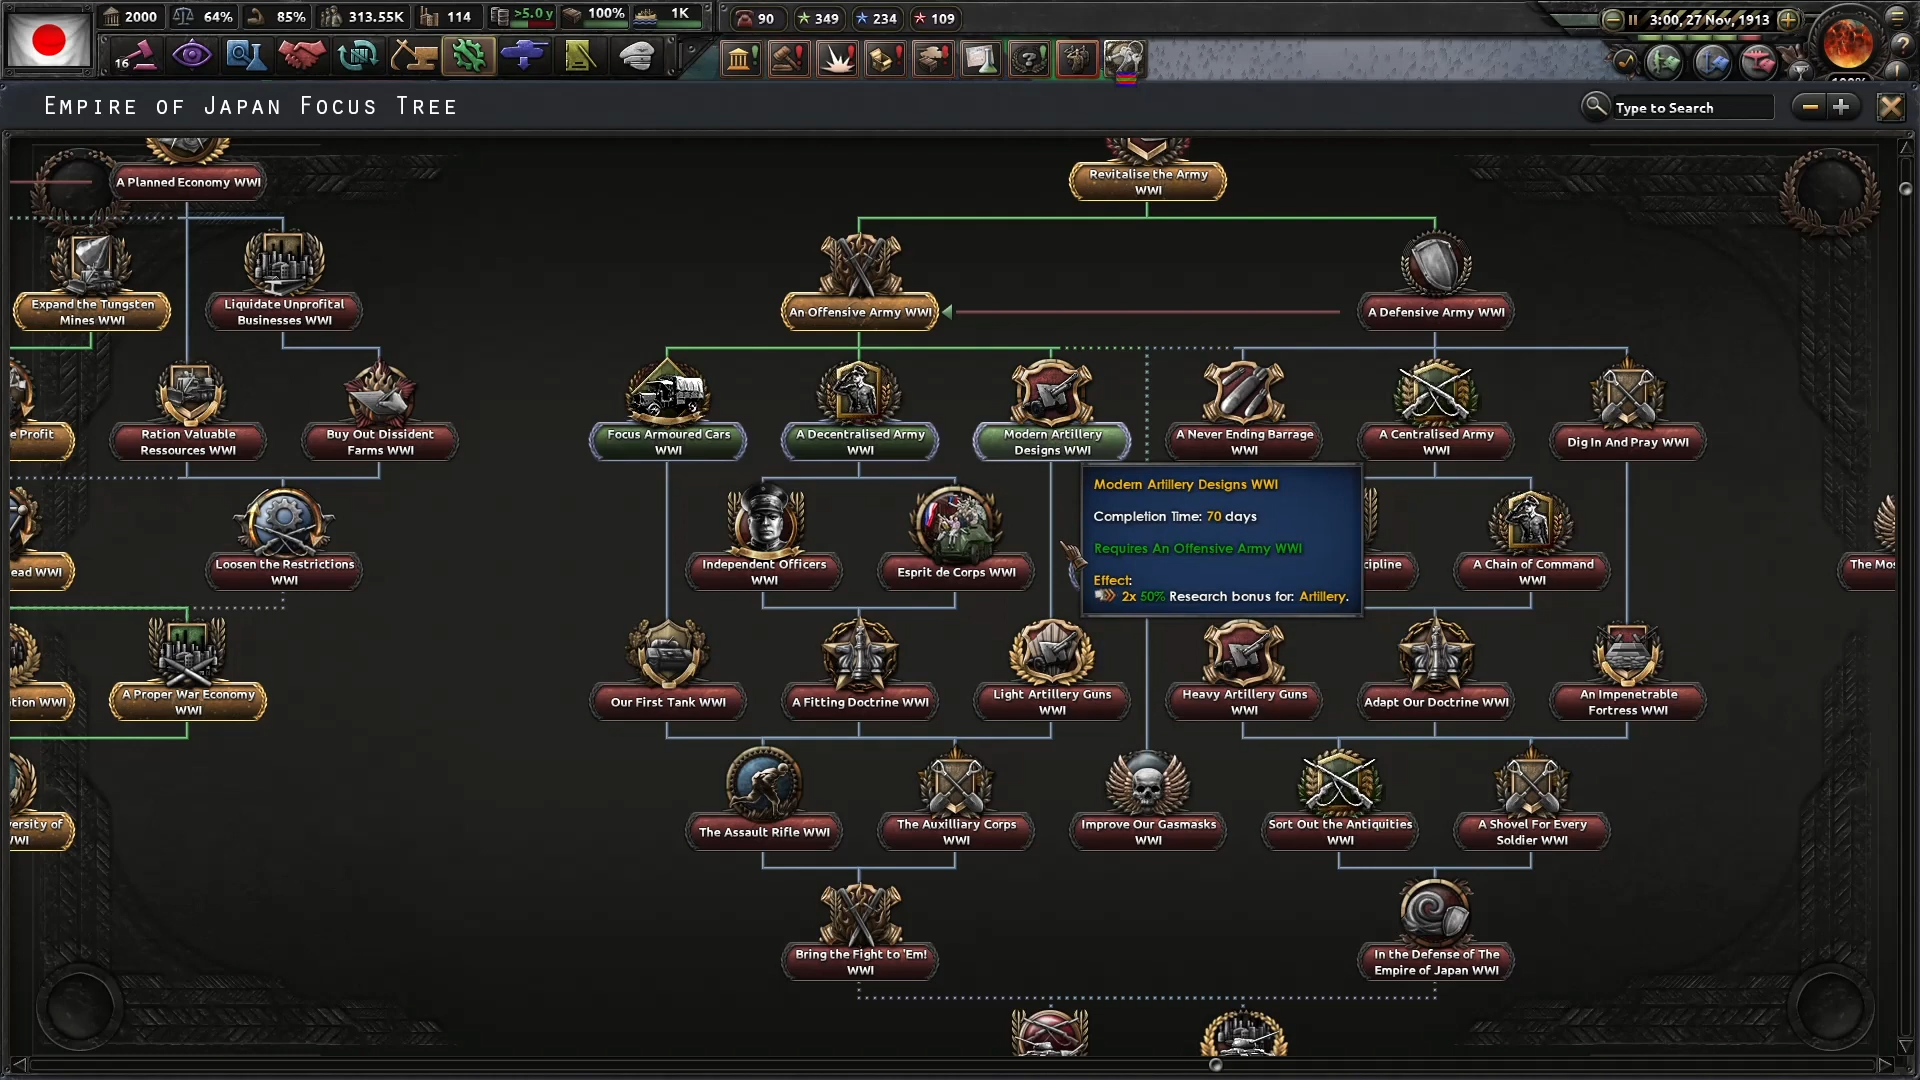 2000 64% 85% 313.55K 114 >5.0 y 100% 1K 90 349 234 109 3:00, 27 Nov, 1913
16
Empire of Japan Focus Tree
Type to Search
A Planned Economy WWI
Revitalise the Army
WWI
Expand the Tungsten
Mines WWI
Liquidate Unprofital
Businesses WWI
An Offensive Army WWI
A Defensive Army WWI
e Profit
Ration Valuable
Ressources WWI
Buy Out Dissident
Farms WWI
Focus Armoured Cars
WWI
A Decentralised Army
WWI
Modern Artillery
Designs WWI
A Never Ending Barrage
WWI
A Centralised Army
WWI
Dig In And Pray WWI
Modern Artillery Designs WWI
Completion Time: 70 days
Requires An Offensive Army WWI
Effect:
2x 50% Research bonus for: Artillery.
ead WWI
Loosen the Restrictions
WWI
Independent Officers
WWI
Esprit de Corps WWI
cipline
A Chain of Command
WWI
The Mos
tion WWI
A Proper War Economy
WWI
Our First Tank WWI
A Fitting Doctrine WWI
Light Artillery Guns
WWI
Heavy Artillery Guns
WWI
Adapt Our Doctrine WWI
An Impenetrable
Fortress WWI
ersity of
WWI
The Assault Rifle WWI
The Auxilliary Corps
WWI
Improve Our Gasmasks
WWI
Sort Out the Antiquities
WWI
A Shovel For Every
Soldier WWI
Bring the Fight to 'Em!
WWI
In the Defense of The
Empire of Japan WWI